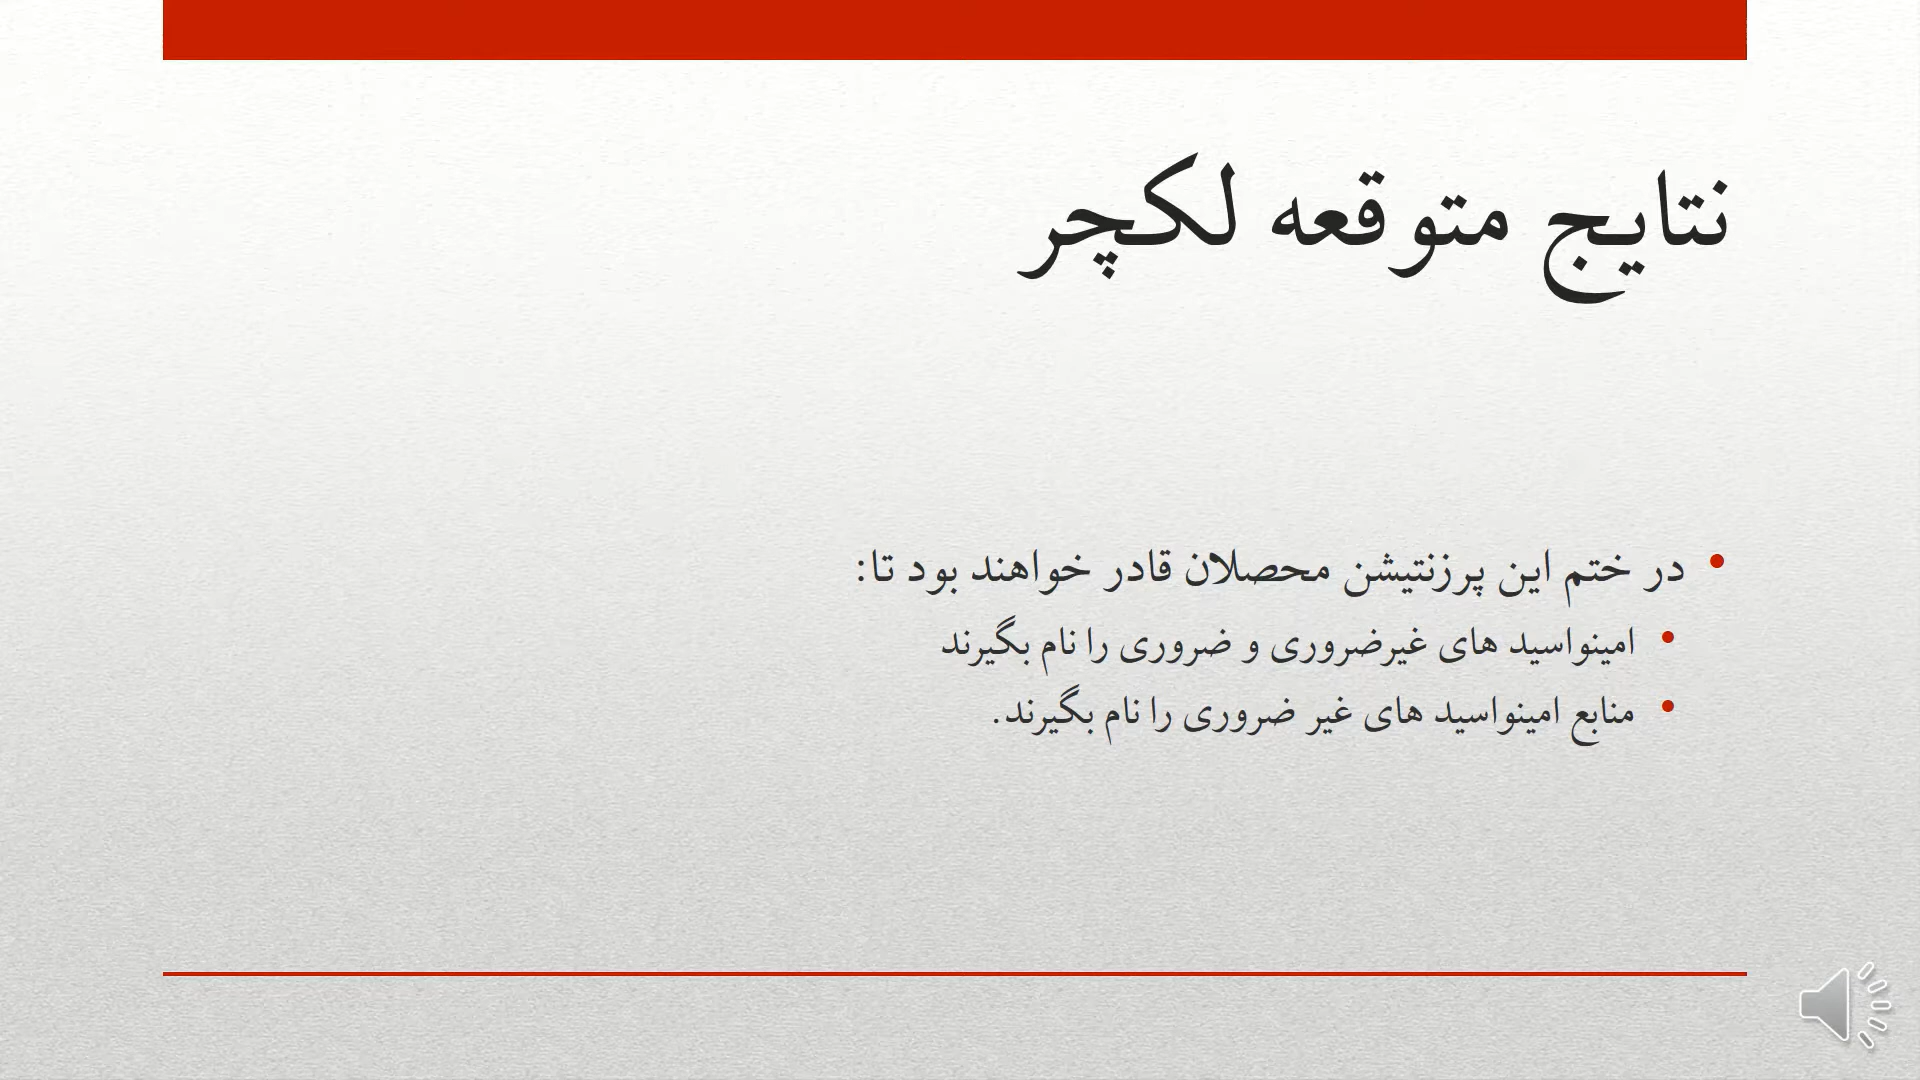 نتایج متوقعه لکچر
• در ختم این پرزنتیشن محصلان قادر خواهند بود تا:
• امینواسید های غیرضروری و ضروری را نام بگیرند
• منابع امینواسید های غیر ضروری را نام بگیرند.